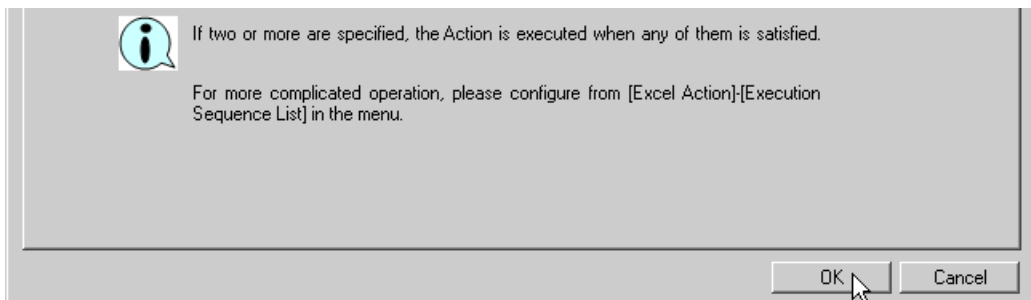 If two or more are specified, the Action is executed when any of them is satisfied.
For more complicated operation, please configure from [Excel Action]-[Execution
Sequence List] in the menu.
OK
Cancel